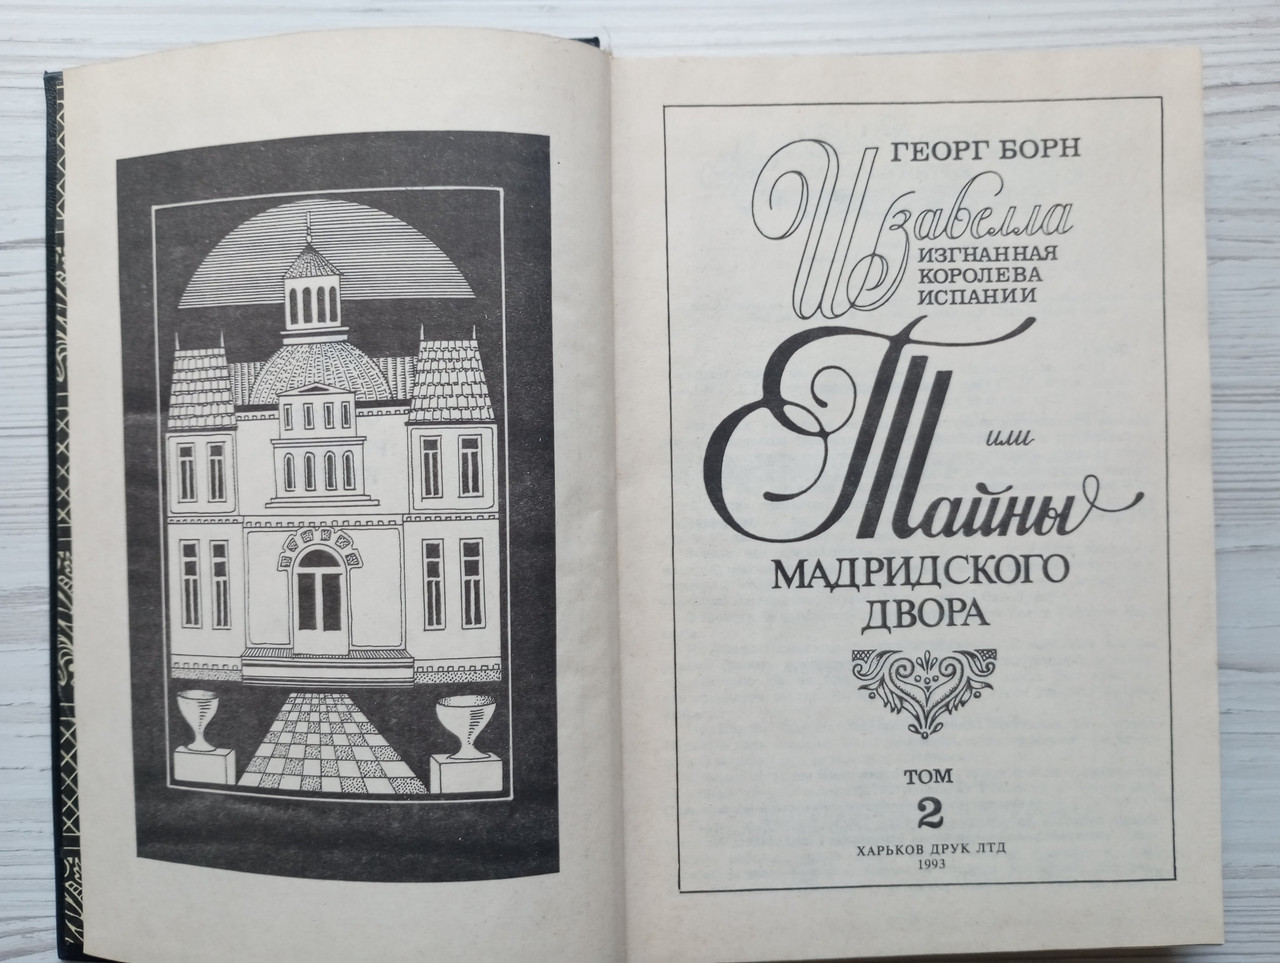 ГЕОРГ БОРН
Изабелла
ИЗГНАННАЯ
КОРОЛЕВА
ИСПАНИИ
или
Тайны
МАДРИДСКОГО
ДВОРА
ТОМ
2
ХАРЬКОВ ДРУК ЛТД
1993